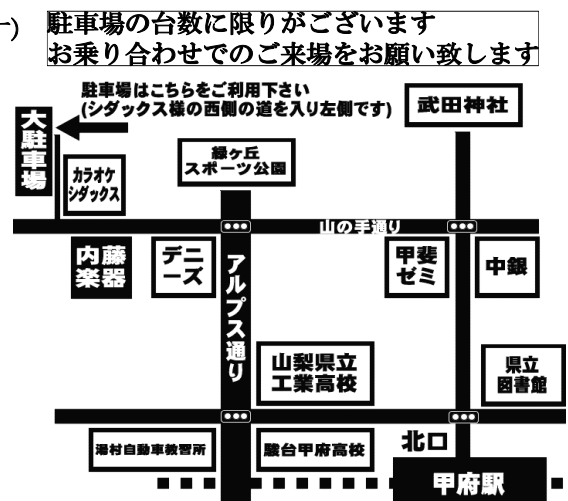 駐車場の台数に限りがございます
お乗り合わせでのご来場をお願い致します
駐車場はこちらをご利用下さい
(シダックス様の西側の道を入り左側です)
大駐車場
カラオケ
シダックス
緑ヶ丘
スポーツ公園
武田神社
山の手通り
内藤
楽器
デニ
ーズ
アルプス通り
甲斐
ゼミ
中銀
山梨県立
工業高校
県立
図書館
湯村自動車教習所
駿台甲府高校
北口
甲府駅